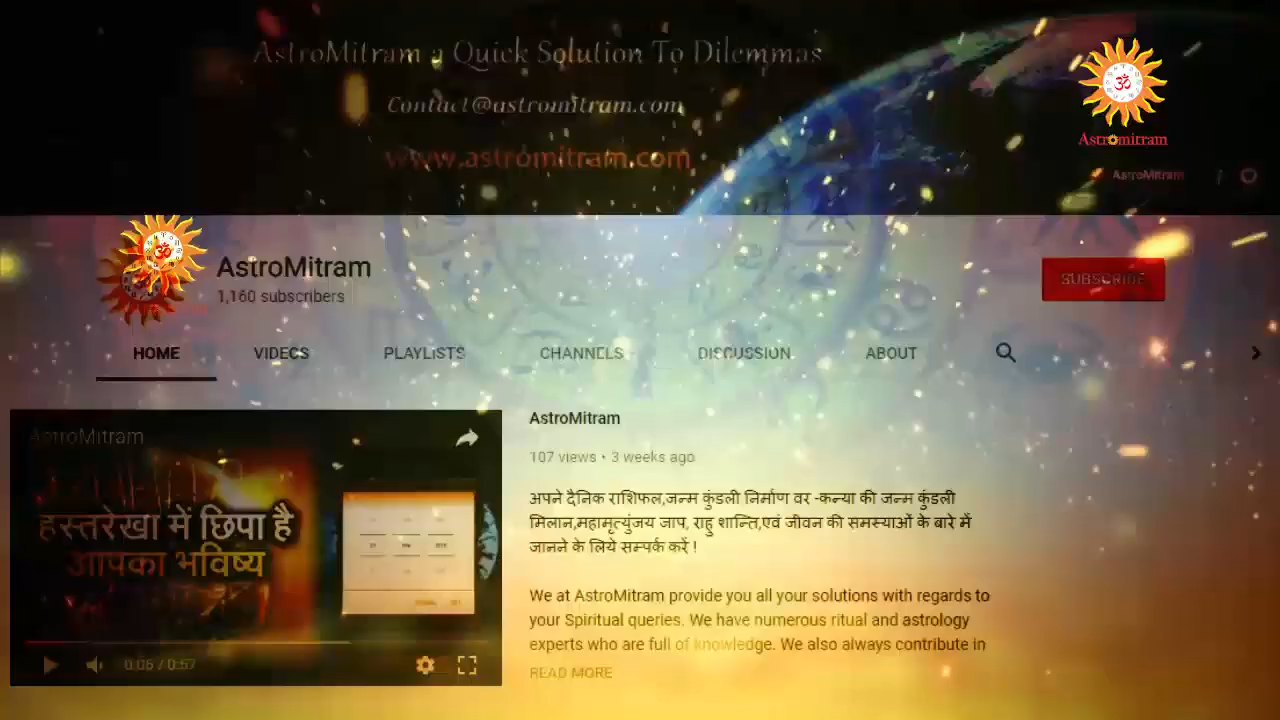 AstroMitram a Quick Solution To Dilemmas
Contact@astromitram.com
www.astromitram.com
Astromitram
AstroMitram
AstroMitram
1,160 subscribers
SUBSCRIBE
HOME VIDEOS PLAYLISTS CHANNELS DISCUSSION ABOUT
AstroMitram
हस्तरेखा में छिपा है
आपका भविष्य
0:06 / 0:57
AstroMitram
107 views • 3 weeks ago
अपने दैनिक राशिफल,जन्म कुंडली निर्माण वर -कन्या की जन्म कुंडली
मिलान,महामृत्युंजय जाप, राहु शान्ति,एवं जीवन की समस्याओं के बारे में
जानने के लिये सम्पर्क करें !
We at AstroMitram provide you all your solutions with regards to
your Spiritual queries. We have numerous ritual and astrology
experts who are full of knowledge. We also always contribute in
READ MORE